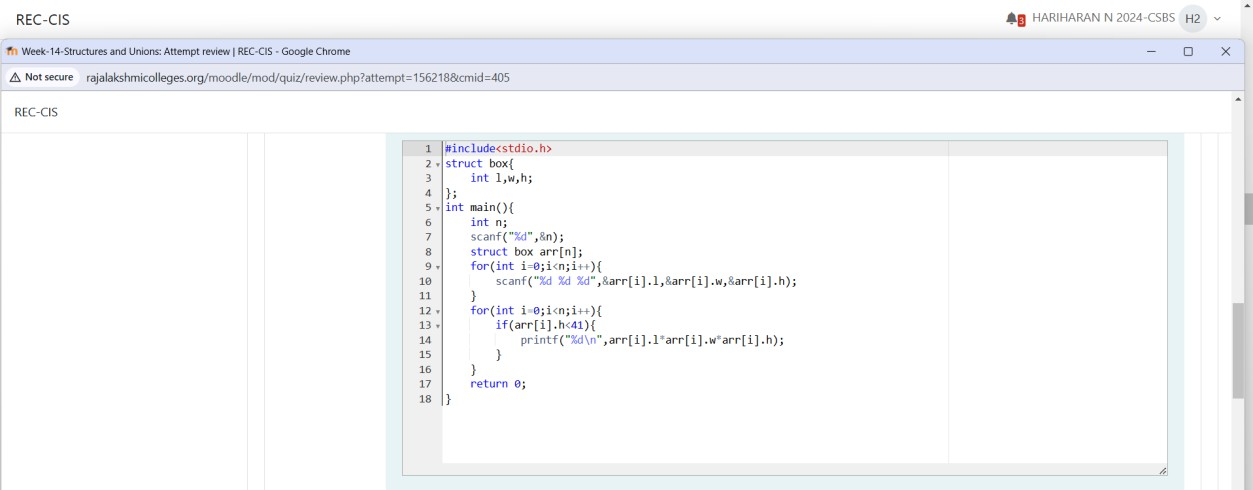 REC-CIS
3 HARIHARAN N 2024-CSBS H2
Week-14-Structures and Unions: Attempt review | REC-CIS - Google Chrome
Not secure rajalakshmicolleges.org/moodle/mod/quiz/review.php?attempt=156218&cmid=405
REC-CIS
1 #include<stdio.h>
2 struct box{
3     int l,w,h;
4 };
5 int main(){
6     int n;
7     scanf("%d",&n);
8     struct box arr[n];
9     for(int i=0;i<n;i++){
10         scanf("%d %d %d",&arr[i].l,&arr[i].w,&arr[i].h);
11     }
12     for(int i=0;i<n;i++){
13         if(arr[i].h<41){
14             printf("%d\n",arr[i].l*arr[i].w*arr[i].h);
15         }
16     }
17     return 0;
18 }